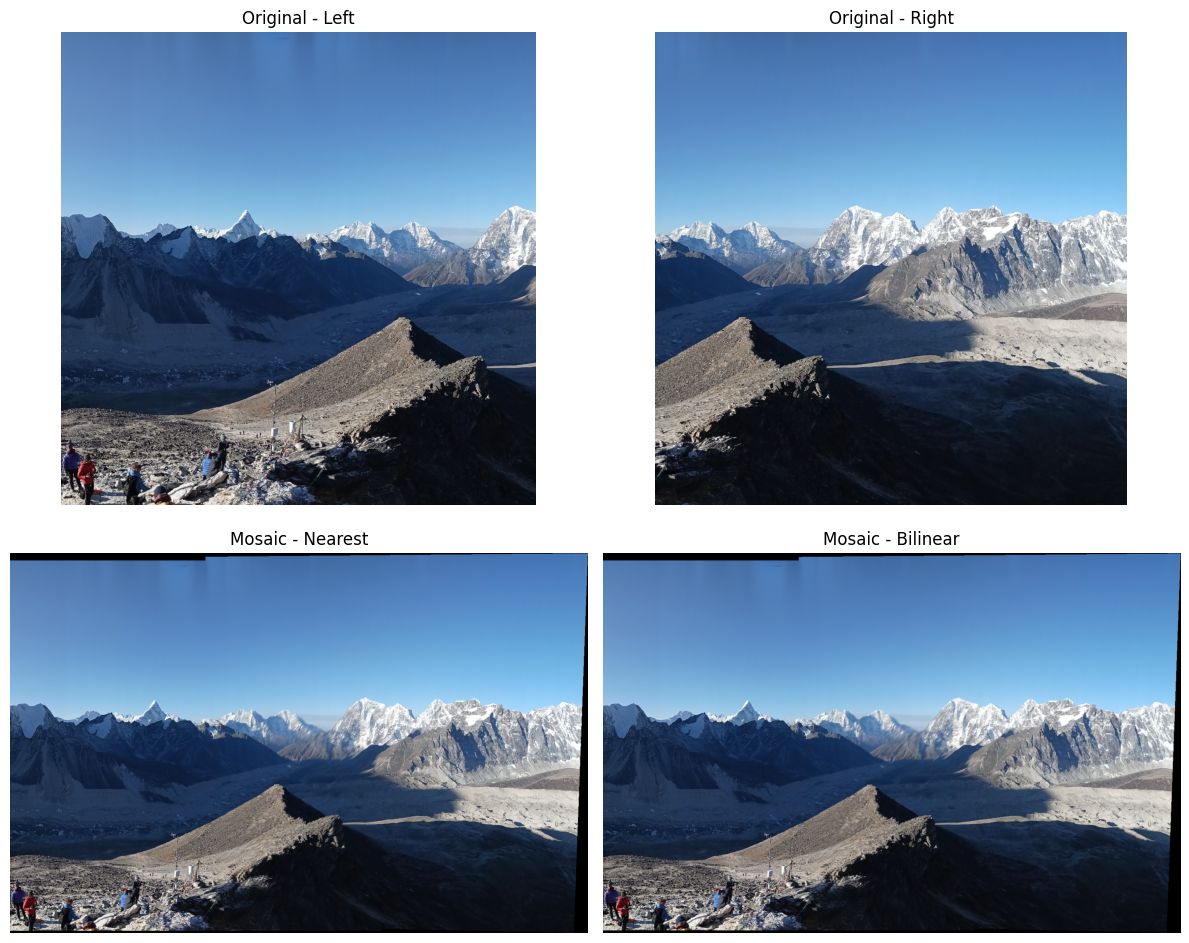 Original - Left
Original - Right
Mosaic - Nearest
Mosaic - Bilinear